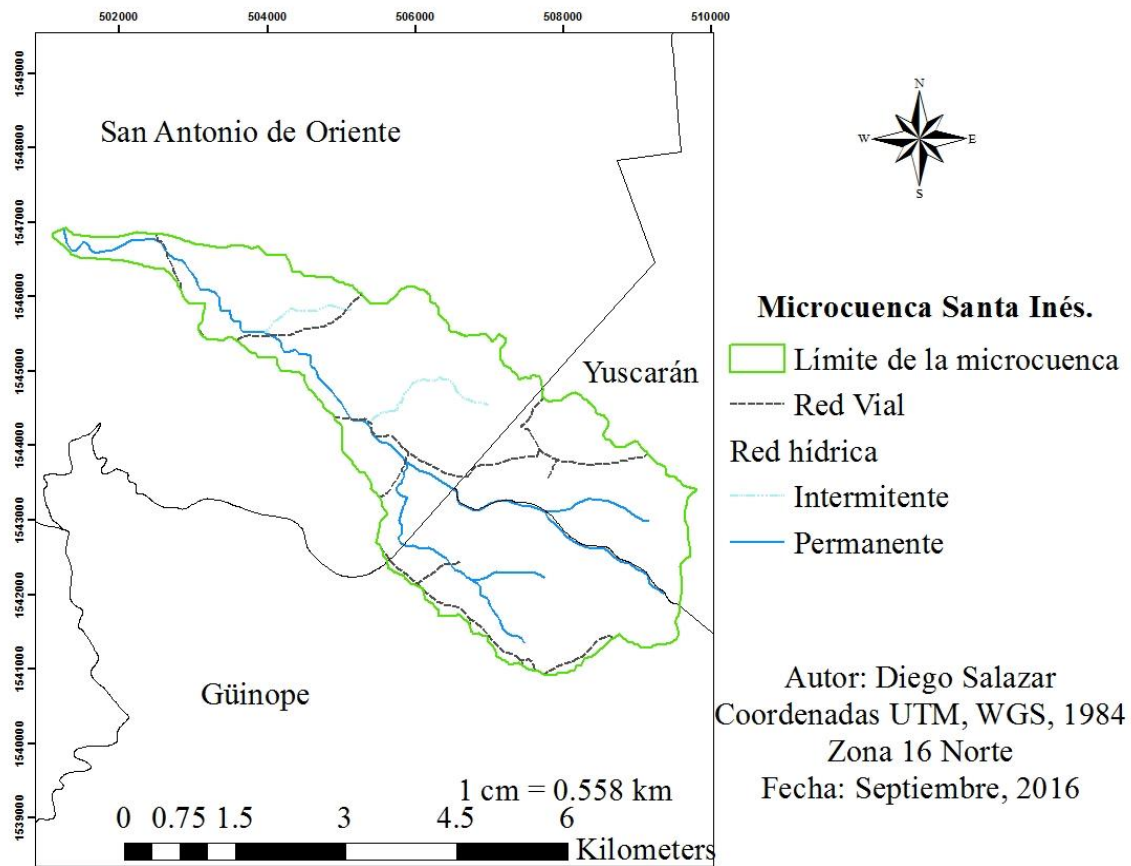 502000 504000 506000 508000 510000
1549000
1548000
1547000
1546000
1545000
1544000
1543000
1542000
1541000
1540000
1539000
San Antonio de Oriente
Yuscarán
Güinope
1 cm = 0.558 km
0 0.75 1.5 3 4.5 6
Kilometers
N
W E
S
Microcuenca Santa Inés.
Límite de la microcuenca
Red Vial
Red hídrica
Intermitente
Permanente
Autor: Diego Salazar
Coordenadas UTM, WGS, 1984
Zona 16 Norte
Fecha: Septiembre, 2016